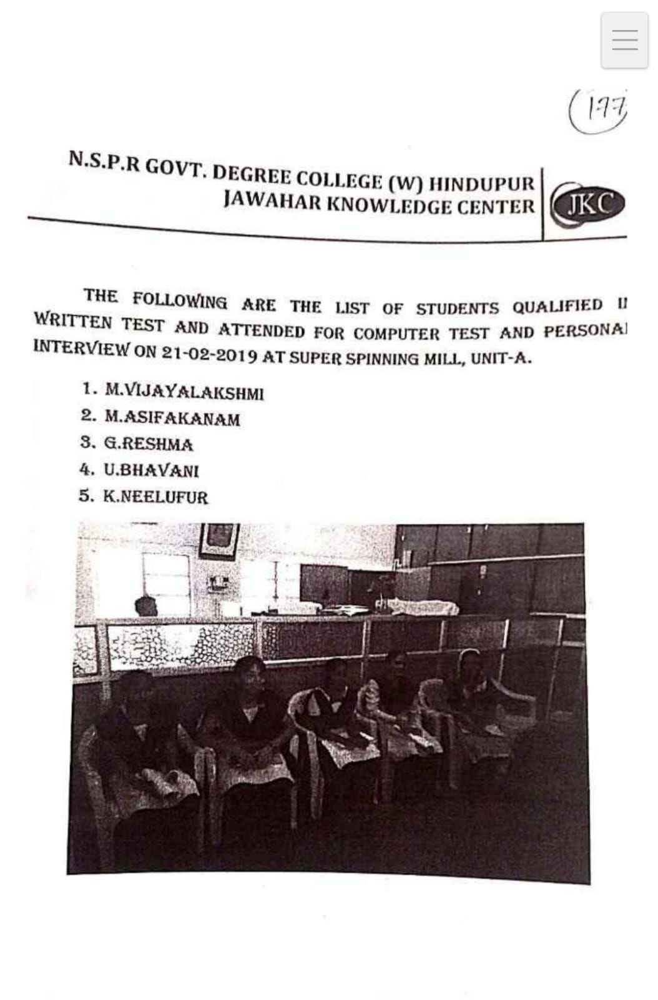 177
N.S.P.R GOVT. DEGREE COLLEGE (W) HINDUPUR
JAWAHAR KNOWLEDGE CENTER
JKC
THE FOLLOWING ARE THE LIST OF STUDENTS QUALIFIED
WRITTEN TEST AND ATTENDED FOR COMPUTER TEST AND PERSONA
INTERVIEW ON 21-02-2019 AT SUPER SPINNING MILL, UNIT-A.
1. M.VIJAYALAKSHMI
2. M.ASIFAKANAM
3. G.RESHMA
4. U.BHAVANI
5. K.NEELUFUR